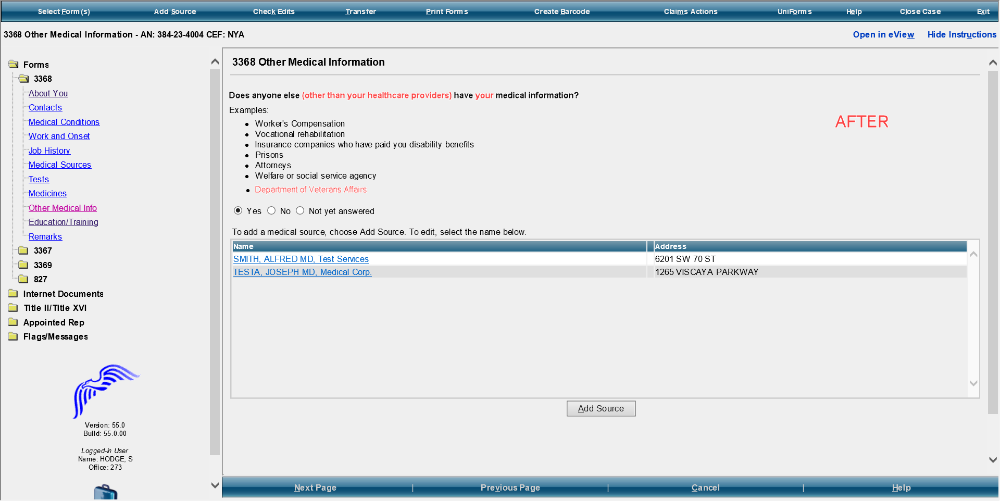 Select Form(s) Add Source Check Edits Transfer Print Forms Create Barcode Claims Actions UniForms Help Close Case Exit
3368 Other Medical Information - AN: 384-23-4004 CEF: NYA
Open in eView Hide Instructions
Forms
3368
About You
Contacts
Medical Conditions
Work and Onset
Job History
Medical Sources
Tests
Medicines
Other Medical Info
Education/Training
Remarks
3367
3369
827
Internet Documents
Title II/Title XVI
Appointed Rep
Flags/Messages
Version: 55.0
Build: 55.0.00
Logged-In User
Name: HODGE, S
Office: 273
3368 Other Medical Information
Does anyone else (other than your healthcare providers) have your medical information?
Examples:
AFTER
• Worker's Compensation
• Vocational rehabilitation
• Insurance companies who have paid you disability benefits
• Prisons
• Attorneys
• Welfare or social service agency
• Department of Veterans Affairs
Yes No Not yet answered
To add a medical source, choose Add Source. To edit, select the name below.
Name Address
SMITH, ALFRED MD, Test Services 6201 SW 70 ST
TESTA, JOSEPH MD, Medical Corp. 1265 VISCAYA PARKWAY
Add Source
Next Page | Previous Page | Cancel | Help